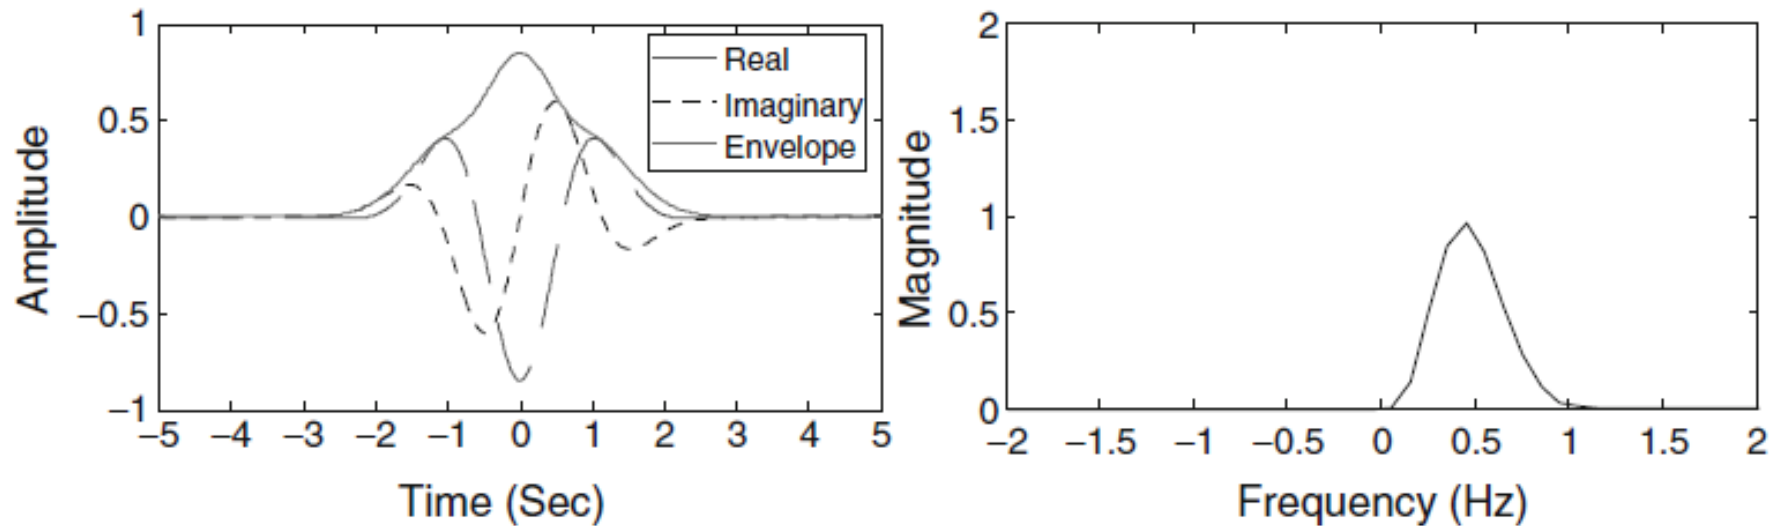 1
0.5
0
−0.5
−1
Amplitude
Real
Imaginary
Envelope
−5 −4 −3 −2 −1 0 1 2 3 4 5
Time (Sec)
2
1.5
1
0.5
0
Magnitude
−2 −1.5 −1 −0.5 0 0.5 1 1.5 2
Frequency (Hz)